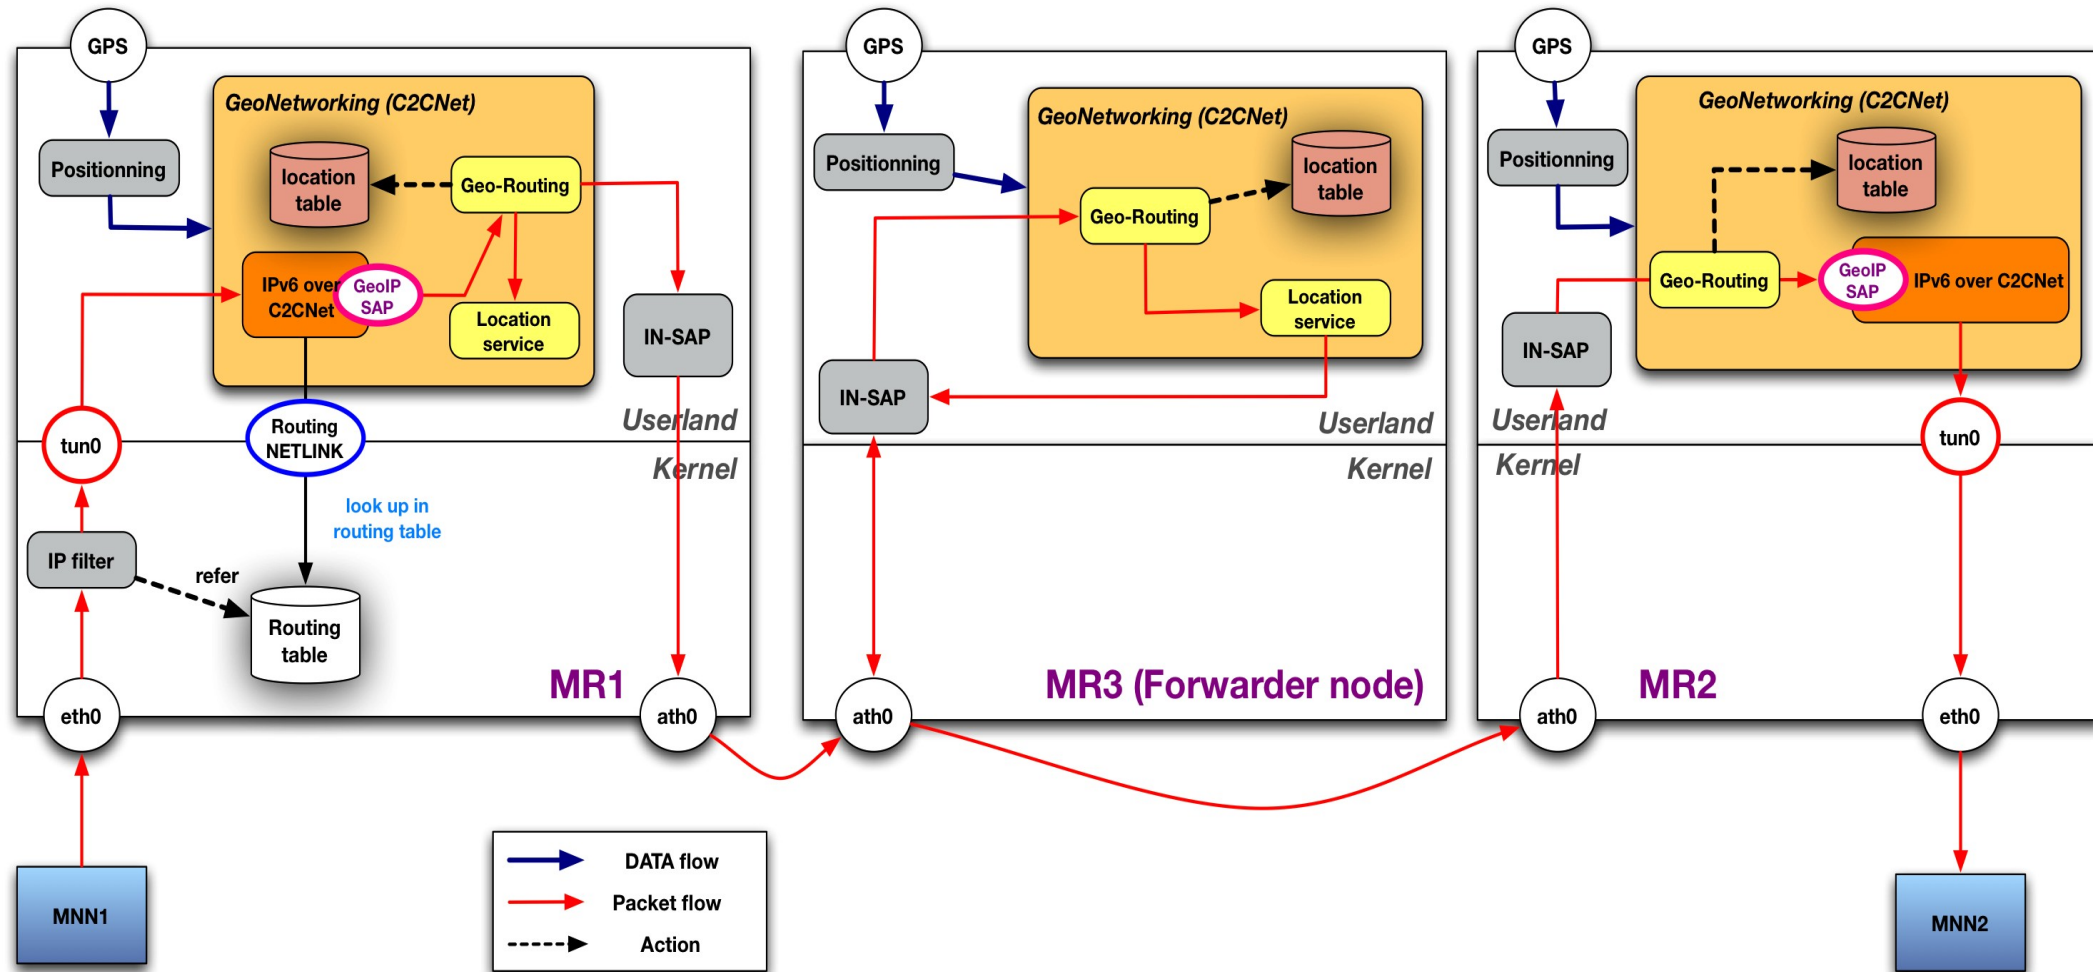 GPS
GeoNetworking (C2CNet)
Positionning
location
table
Geo-Routing
IPv6 over
C2CNet
GeoIP
SAP
Location
service
IN-SAP
Userland
Kernel
tun0
Routing
NETLINK
look up in
routing table
IP filter
refer
Routing
table
MR1
eth0
ath0
MNN1
GPS
GeoNetworking (C2CNet)
Positionning
location
table
Geo-Routing
Location
service
IN-SAP
Userland
Kernel
MR3 (Forwarder node)
ath0
GPS
GeoNetworking (C2CNet)
Positionning
location
table
Geo-Routing
GeoIP
SAP
IPv6 over C2CNet
IN-SAP
Userland
Kernel
tun0
MR2
ath0
eth0
MNN2
DATA flow
Packet flow
Action